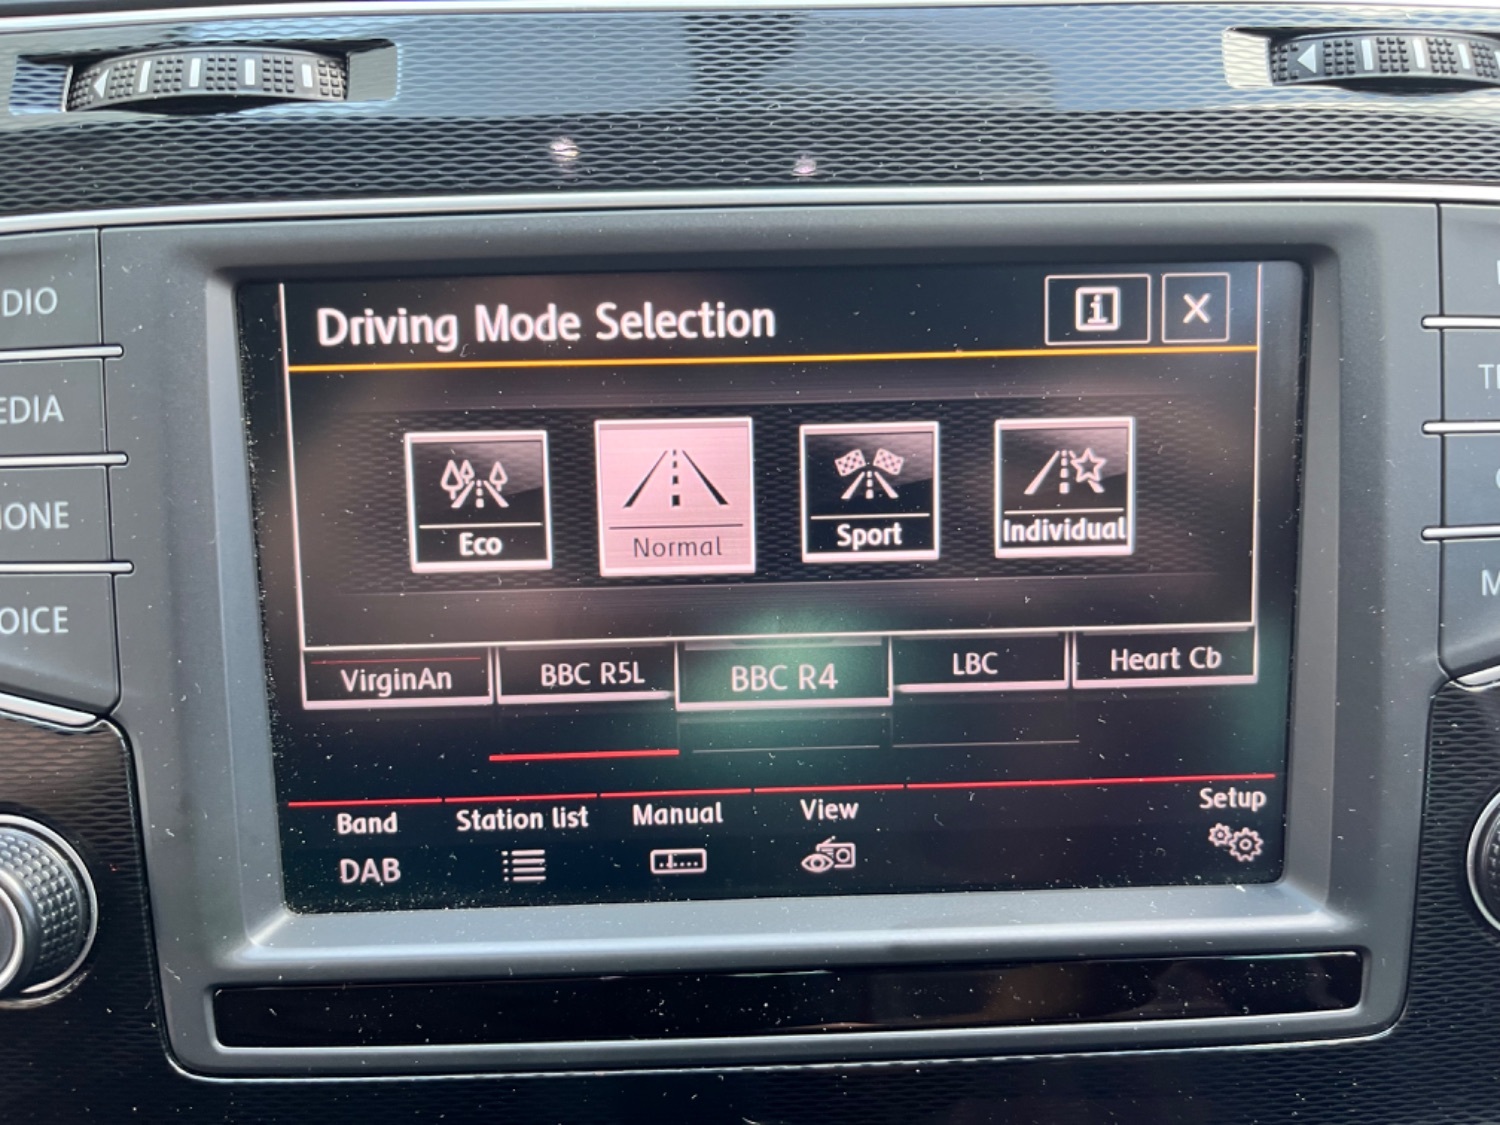 Driving Mode Selection i X
Eco Normal Sport Individual
VirginAn BBC R5L BBC R4 LBC Heart Cb
Band Station list Manual View Setup
DAB
DIO
EDIA
IONE
OICE